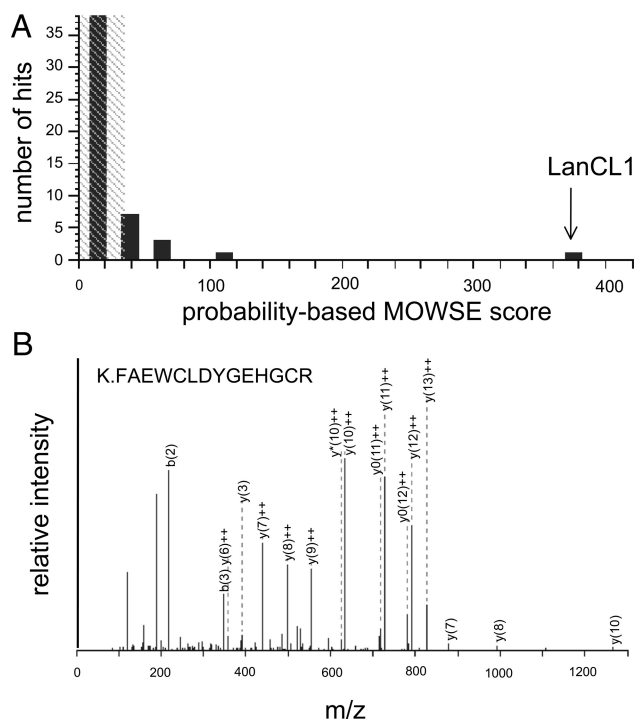 A
number of hits
35
30
25
20
15
10
5
0
LanCL1
0
100
200
300
400
probability-based MOWSE score
B
K.FAEWCLDYGEHGCR
relative intensity
b(2)
b(3)
y(6)++
y(3)
y(7)++
y(8)++
y(9)++
y*(10)++
y(10)++
y0(11)++
y(11)++
y0(12)++
y(12)++
y(13)++
y(7)
y(8)
y(10)
0
200
400
600
800
1000
1200
m/z